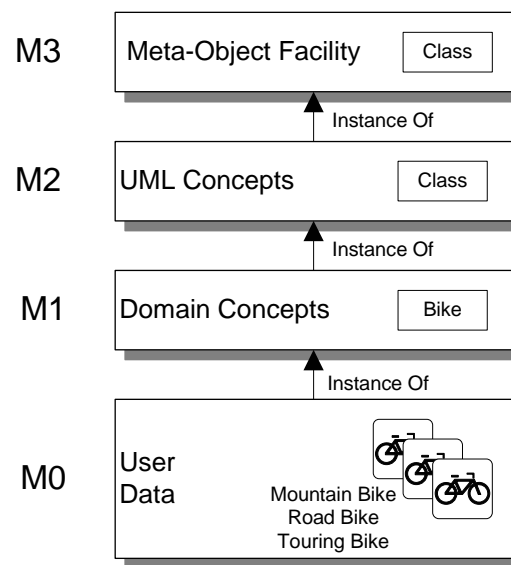 M3
Meta-Object Facility
Class
Instance Of
M2
UML Concepts
Class
Instance Of
M1
Domain Concepts
Bike
Instance Of
M0
User
Data
Mountain Bike
Road Bike
Touring Bike